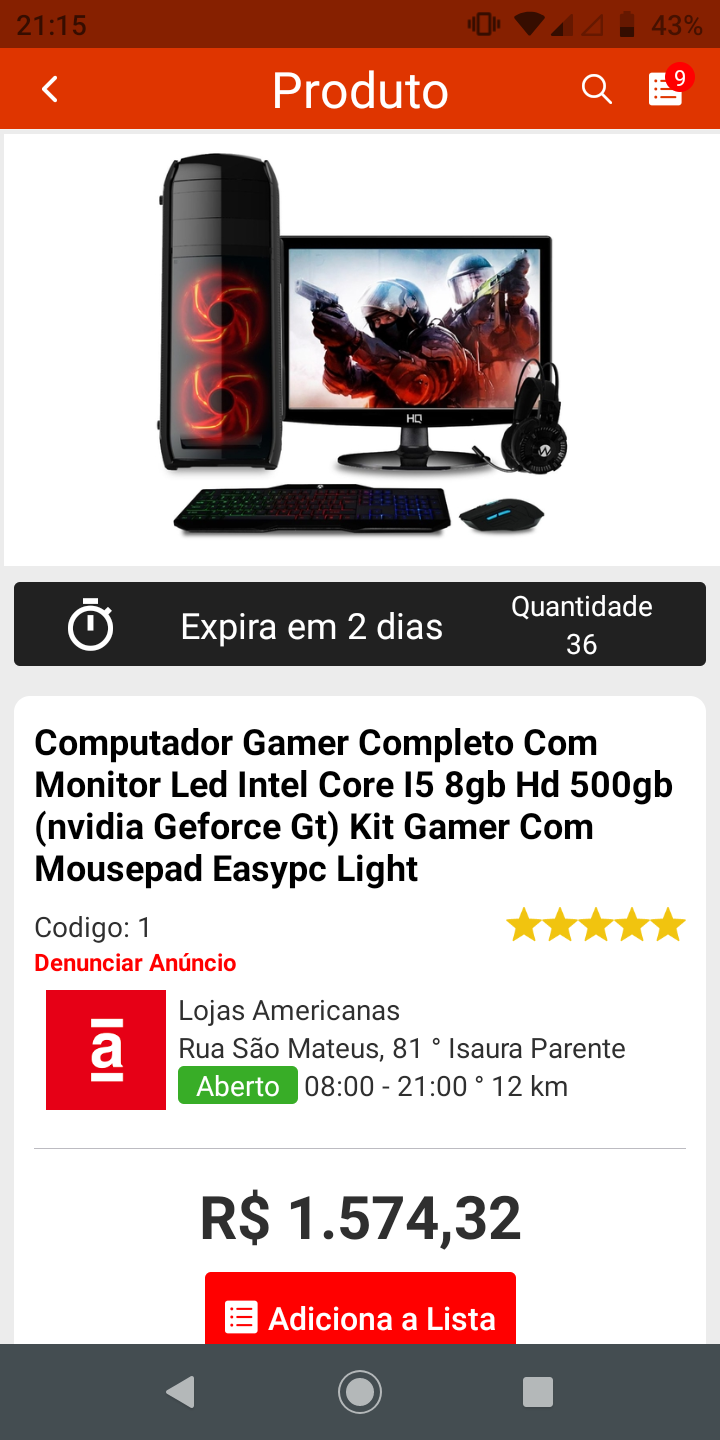 21:15
43%
Produto
9
HQ
Expira em 2 dias
Quantidade
36
Computador Gamer Completo Com
Monitor Led Intel Core I5 8gb Hd 500gb
(nvidia Geforce Gt) Kit Gamer Com
Mousepad Easypc Light
Codigo: 1
Denunciar Anúncio
a
Lojas Americanas
Rua São Mateus, 81 ° Isaura Parente
Aberto 08:00 - 21:00 ° 12 km
R$ 1.574,32
Adiciona a Lista